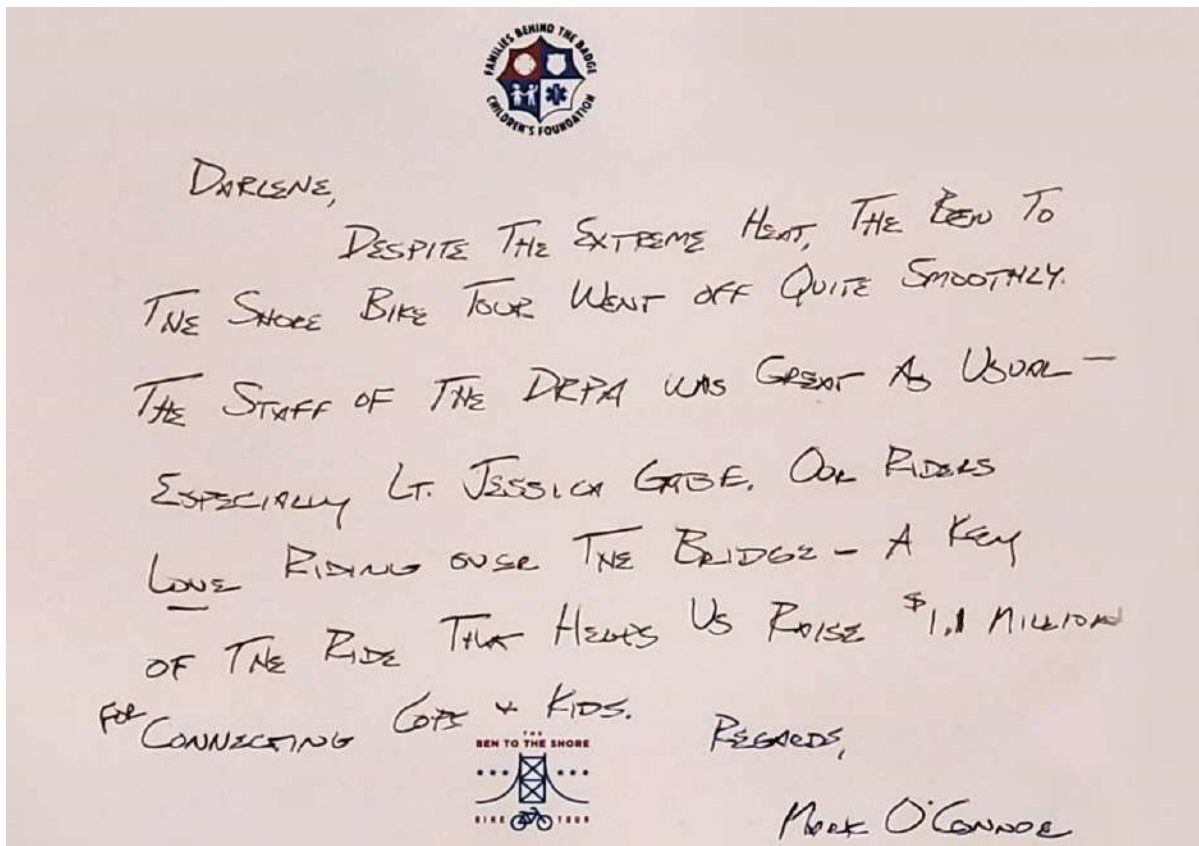 FAMILIES BEHIND THE BADGE
CHILDREN'S FOUNDATION
DARLENE,
DESPITE THE EXTREME HEAT, THE BEN TO
THE SHORE BIKE TOUR WENT OFF QUITE SMOOTHLY.
THE STAFF OF THE DRPA WAS GREAT AS USUAL —
ESPECIALLY LT. JESSICA GABE. OUR RIDERS
LOVE RIDING OVER THE BRIDGE - A KEY
OF THE RIDE THAT HELPS US RAISE $1.1 MILLION
FOR CONNECTING COPS & KIDS.
REGARDS,
MARK O'CONNOR
THE
BEN TO THE SHORE
BIKE TOUR